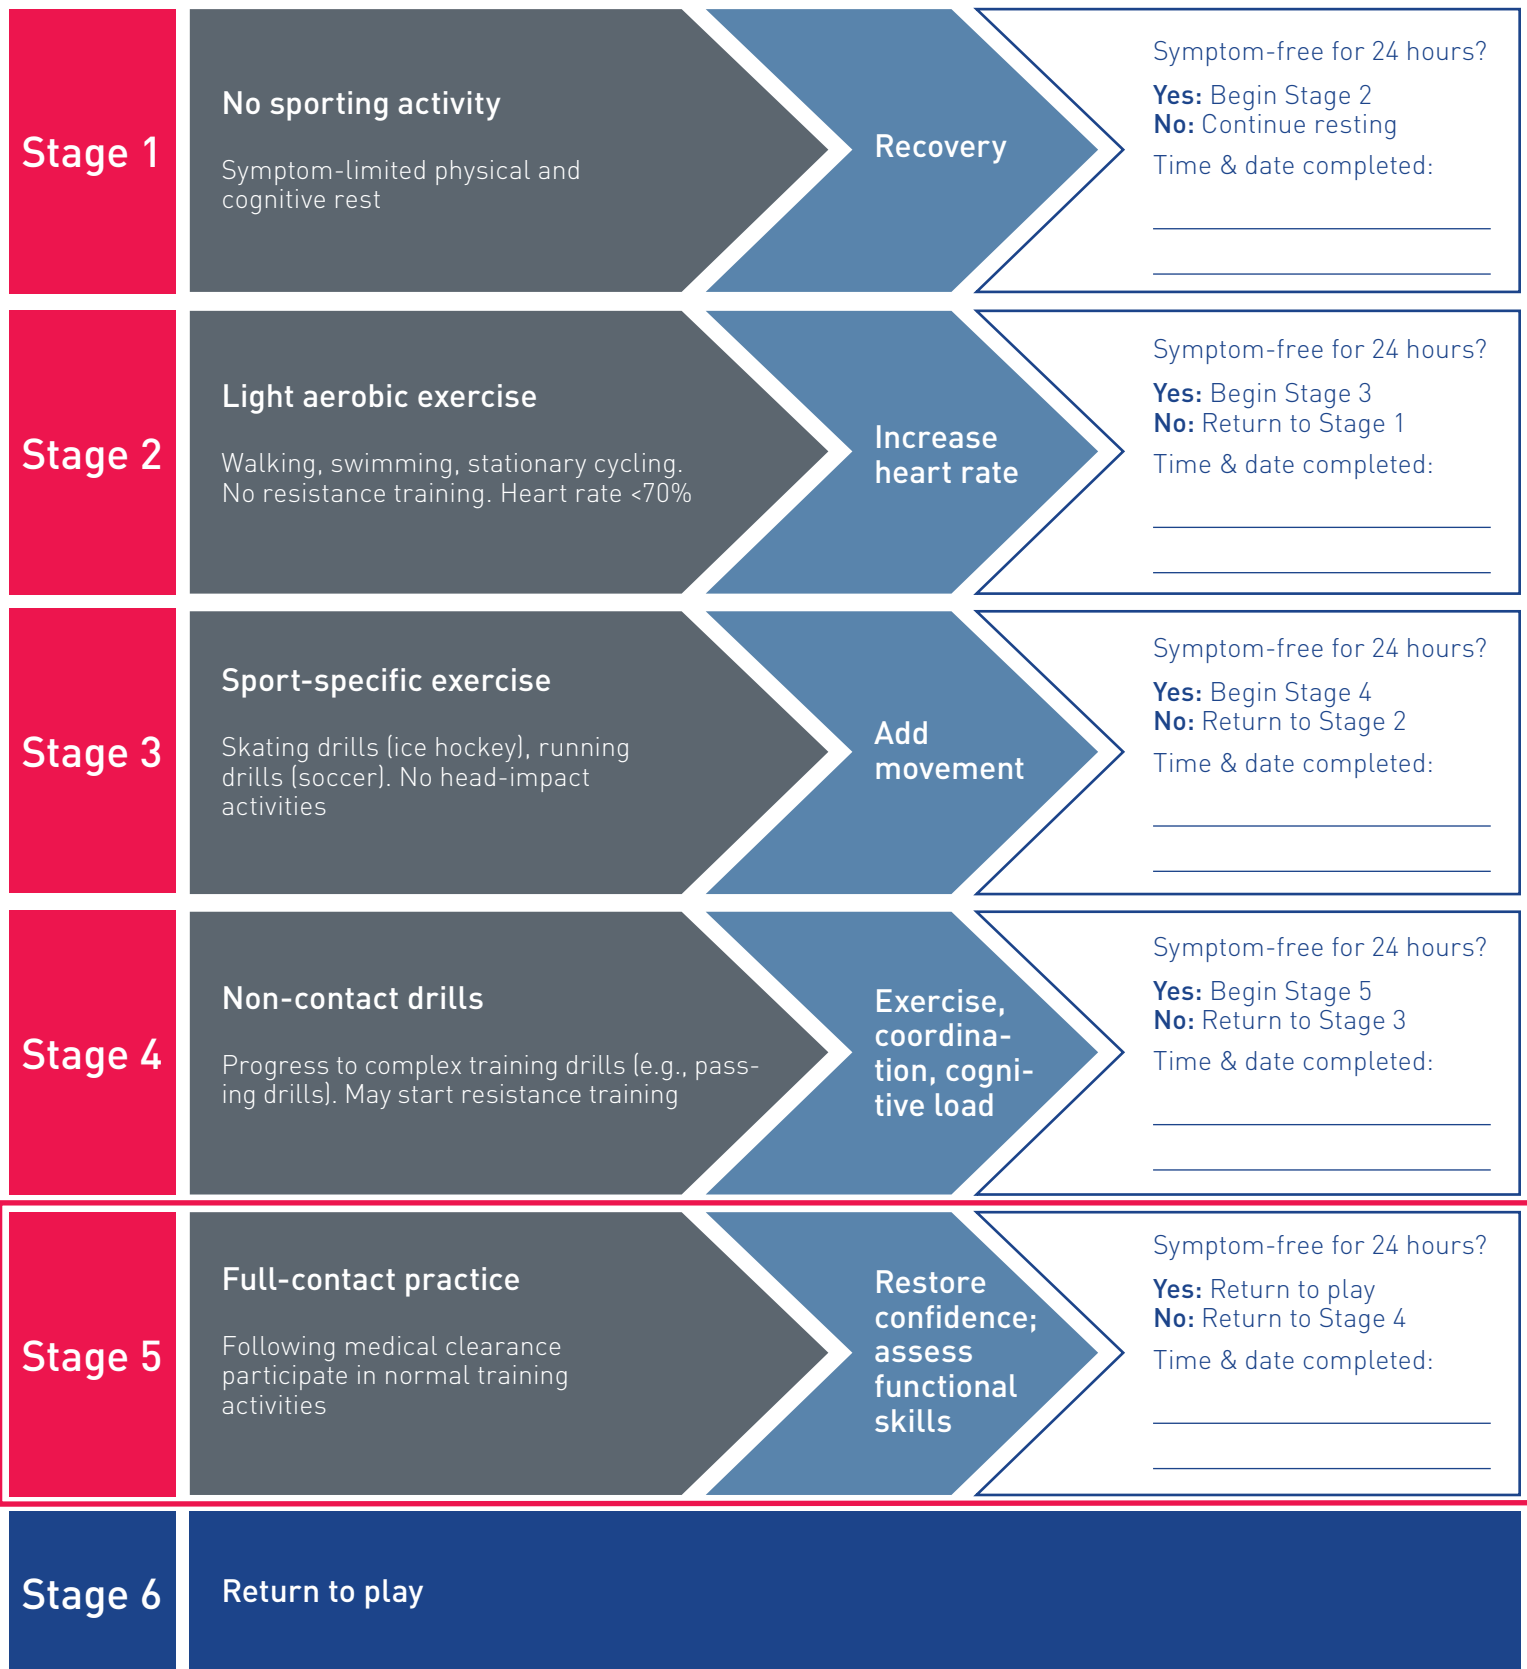 Stage 1
No sporting activity
Symptom-limited physical and
cognitive rest
Recovery
Symptom-free for 24 hours?
Yes: Begin Stage 2
No: Continue resting
Time & date completed:
Stage 2
Light aerobic exercise
Walking, swimming, stationary cycling.
No resistance training. Heart rate <70%
Increase
heart rate
Symptom-free for 24 hours?
Yes: Begin Stage 3
No: Return to Stage 1
Time & date completed:
Stage 3
Sport-specific exercise
Skating drills (ice hockey), running
drills (soccer). No head-impact
activities
Add
movement
Symptom-free for 24 hours?
Yes: Begin Stage 4
No: Return to Stage 2
Time & date completed:
Stage 4
Non-contact drills
Progress to complex training drills (e.g., pass-
ing drills). May start resistance training
Exercise,
coordina-
tion, cogni-
tive load
Symptom-free for 24 hours?
Yes: Begin Stage 5
No: Return to Stage 3
Time & date completed:
Stage 5
Full-contact practice
Following medical clearance
participate in normal training
activities
Restore
confidence;
assess
functional
skills
Symptom-free for 24 hours?
Yes: Return to play
No: Return to Stage 4
Time & date completed:
Stage 6
Return to play